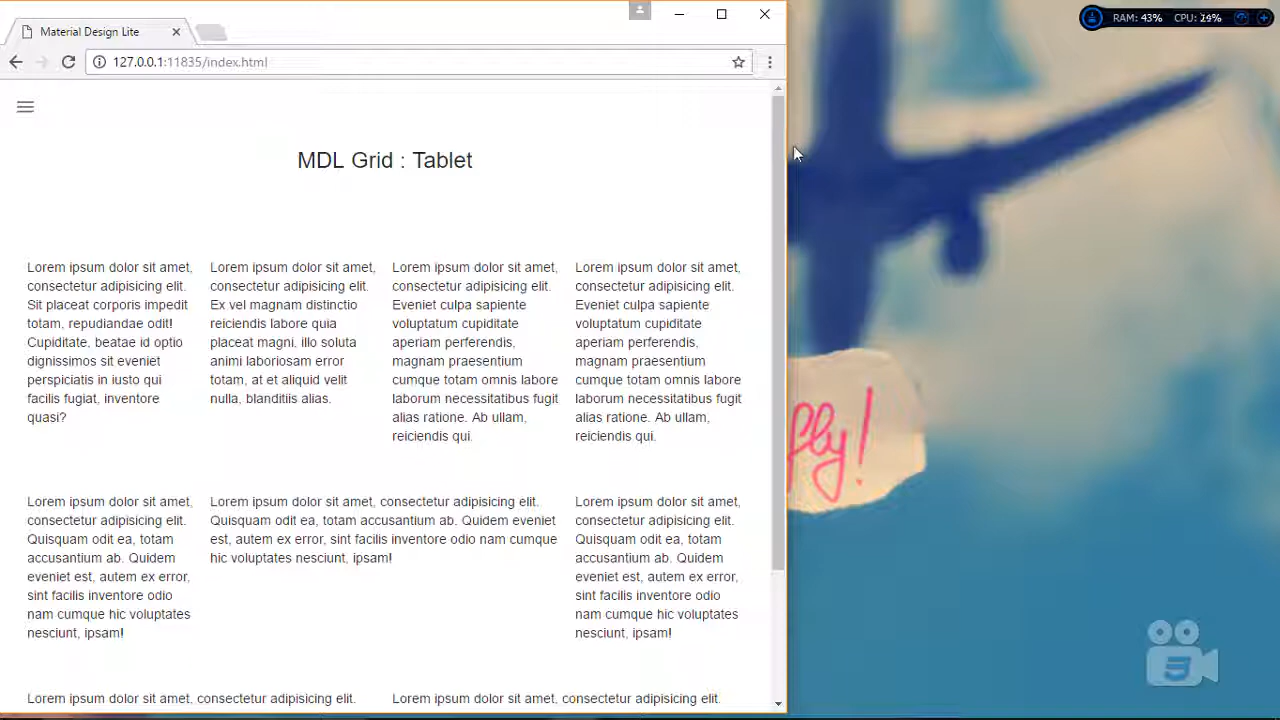 Material Design Lite
RAM: 43% CPU:
127.0.0.1:11835/index.html
MDL Grid : Tablet
Lorem ipsum dolor sit amet,
consectetur adipisicing elit.
Sit placeat corporis impedit
totam, repudiandae odit!
Cupiditate, beatae id optio
dignissimos sit eveniet
perspiciatis in iusto qui
facilis fugiat, inventore
quasi?
Lorem ipsum dolor sit amet,
consectetur adipisicing elit.
Ex vel magnam distinctio
reiciendis labore quia
placeat magni, illo soluta
animi laboriosam error
totam, at et aliquid velit
nulla, blanditiis alias.
Lorem ipsum dolor sit amet,
consectetur adipisicing elit.
Eveniet culpa sapiente
voluptatum cupiditate
aperiam perferendis,
magnam praesentium
cumque totam omnis labore
laborum necessitatibus fugit
alias ratione. Ab ullam,
reiciendis qui.
Lorem ipsum dolor sit amet,
consectetur adipisicing elit.
Eveniet culpa sapiente
voluptatum cupiditate
aperiam perferendis,
magnam praesentium
cumque totam omnis labore
laborum necessitatibus fugit
alias ratione. Ab ullam,
reiciendis qui.
Lorem ipsum dolor sit amet,
consectetur adipisicing elit.
Quisquam odit ea, totam
accusantium ab. Quidem
eveniet est, autem ex error,
sint facilis inventore odio
nam cumque hic voluptates
nesciunt, ipsam!
Lorem ipsum dolor sit amet, consectetur adipisicing elit.
Quisquam odit ea, totam accusantium ab. Quidem eveniet
est, autem ex error, sint facilis inventore odio nam cumque
hic voluptates nesciunt, ipsam!
Lorem ipsum dolor sit amet,
consectetur adipisicing elit.
Quisquam odit ea, totam
accusantium ab. Quidem
eveniet est, autem ex error,
sint facilis inventore odio
nam cumque hic voluptates
nesciunt, ipsam!
Lorem ipsum dolor sit amet, consectetur adipisicing elit.
Lorem ipsum dolor sit amet, consectetur adipisicing elit.
fly!